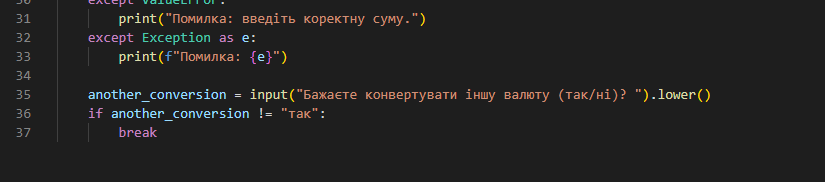 30 except ValueError:
31 print("Помилка: введіть коректну суму.")
32 except Exception as e:
33 print(f"Помилка: {e}")
34
35 another_conversion = input("Бажаєте конвертувати іншу валюту (так/ні)? ").lower()
36 if another_conversion != "так":
37 break